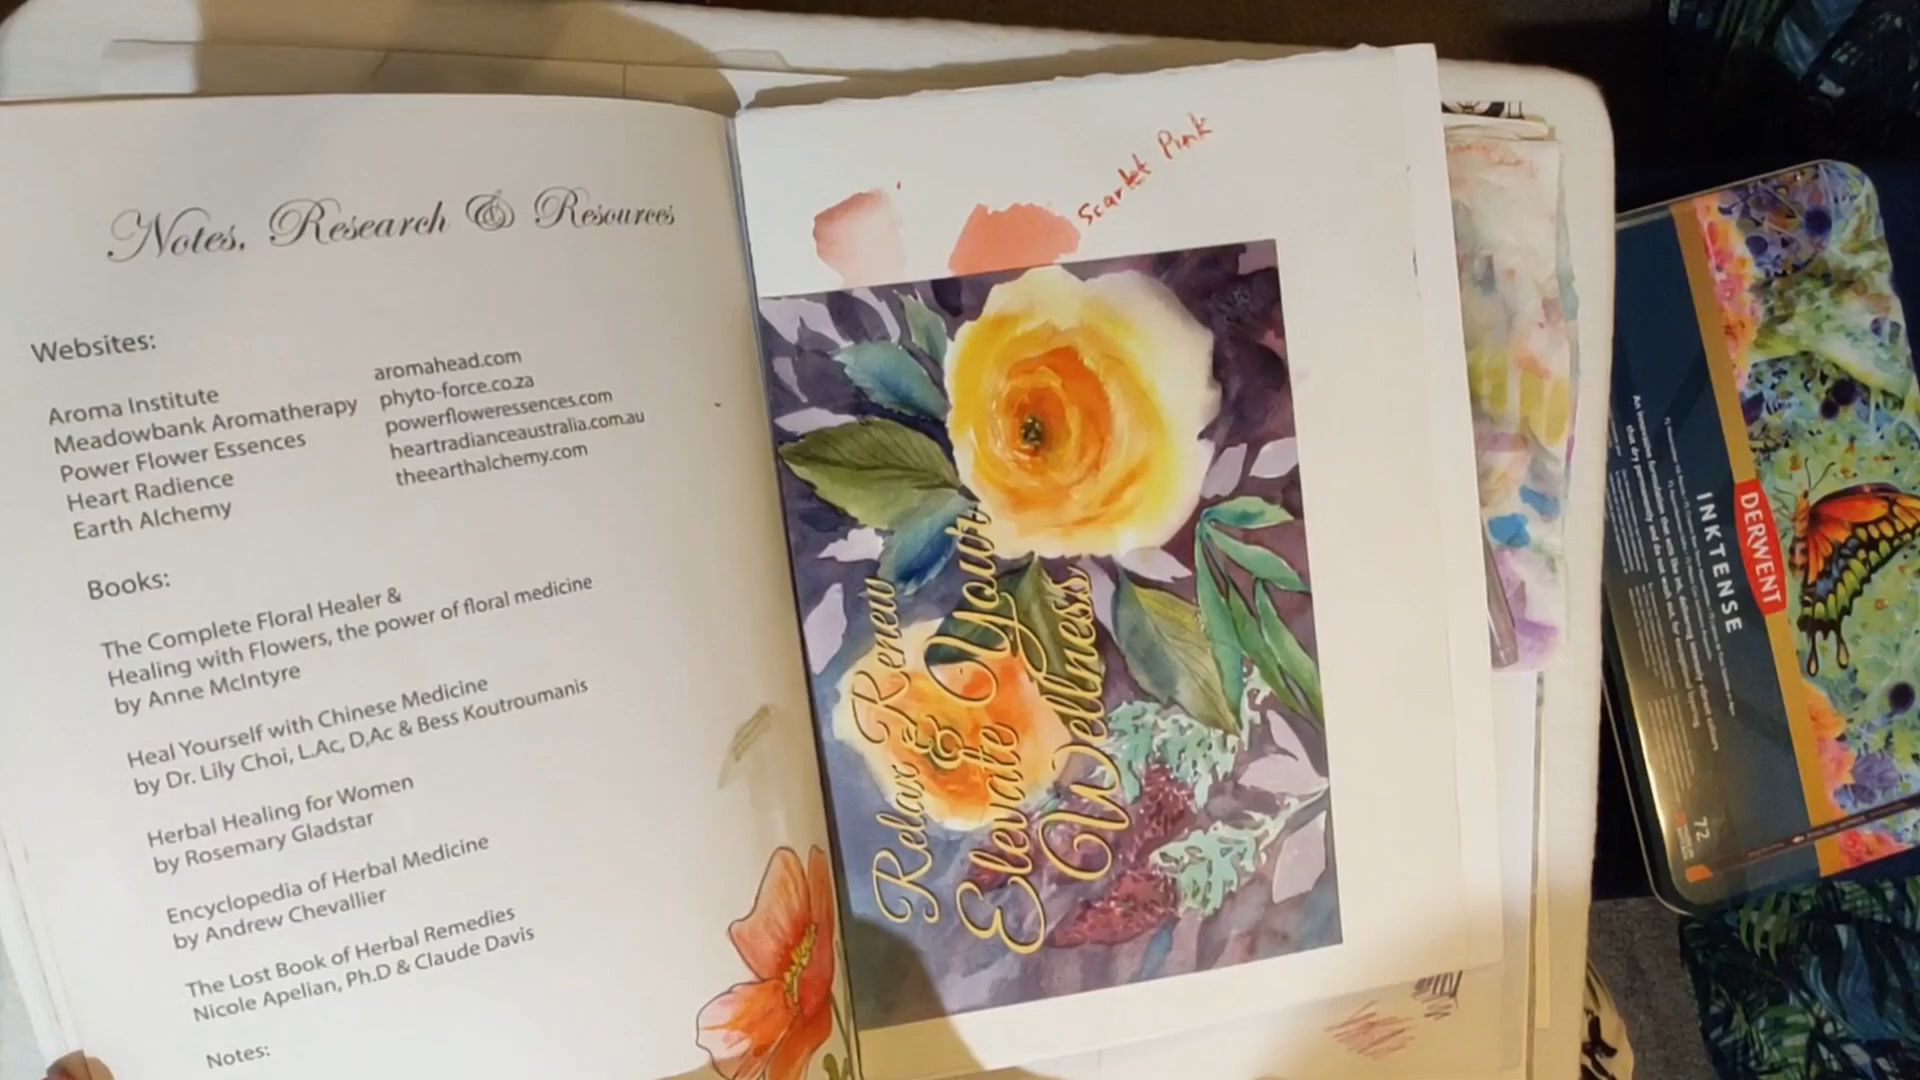 Notes, Research & Resources
Websites:
Aroma Institute
Meadowbank Aromatherapy
Power Flower Essences
Heart Radience
Earth Alchemy
aromahead.com
phyto-force.co.za
powerfloweressences.com
heartradianceaustralia.com.au
theearthalchemy.com
Books:
The Complete Floral Healer &
Healing with Flowers, the power of floral medicine
by Anne McIntyre
Heal Yourself with Chinese Medicine
by Dr. Lily Choi, L.Ac, D,Ac & Bess Koutroumanis
Herbal Healing for Women
by Rosemary Gladstar
Encyclopedia of Herbal Medicine
by Andrew Chevallier
The Lost Book of Herbal Remedies
Nicole Apelian, Ph.D & Claude Davis
Notes:
Scarlet Pink
Relax Renew
& Elevate Your
Wellness
DERWENT
INKTENSE
72